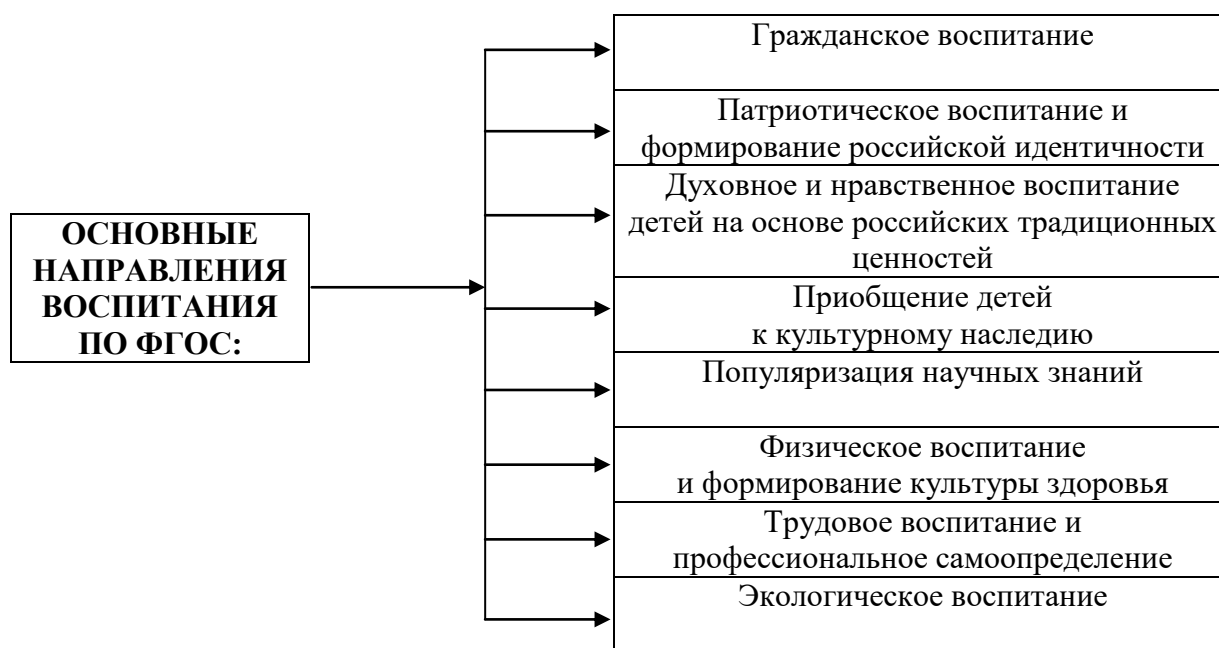 ОСНОВНЫЕ
НАПРАВЛЕНИЯ
ВОСПИТАНИЯ
ПО ФГОС:
Гражданское воспитание
Патриотическое воспитание и
формирование российской идентичности
Духовное и нравственное воспитание
детей на основе российских традиционных
ценностей
Приобщение детей
к культурному наследию
Популяризация научных знаний
Физическое воспитание
и формирование культуры здоровья
Трудовое воспитание и
профессиональное самоопределение
Экологическое воспитание